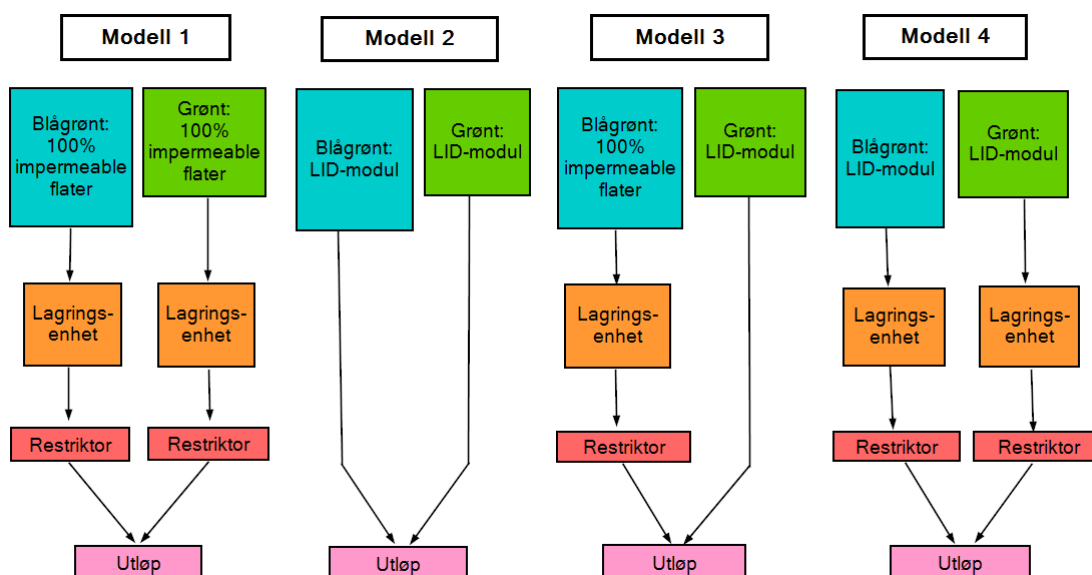 Modell 1
Blågrønt:
100%
impermeable
flater
Grønt:
100%
impermeable
flater
Lagrings-
enhet
Lagrings-
enhet
Restriktor
Restriktor
Utløp
Modell 2
Blågrønt:
LID-modul
Grønt:
LID-modul
Utløp
Modell 3
Blågrønt:
100%
impermeable
flater
Grønt:
LID-modul
Lagrings-
enhet
Restriktor
Utløp
Modell 4
Blågrønt:
LID-modul
Grønt:
LID-modul
Lagrings-
enhet
Lagrings-
enhet
Restriktor
Restriktor
Utløp